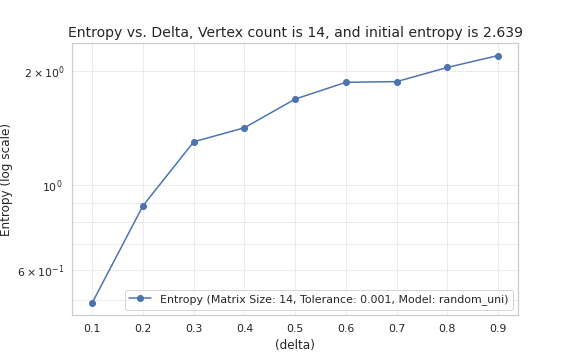 Entropy vs. Delta, Vertex count is 14, and initial entropy is 2.639
Entropy (log scale)
2 × 10⁰
10⁰
6 × 10⁻¹
Entropy (Matrix Size: 14, Tolerance: 0.001, Model: random_uni)
0.1 0.2 0.3 0.4 0.5 0.6 0.7 0.8 0.9
(delta)